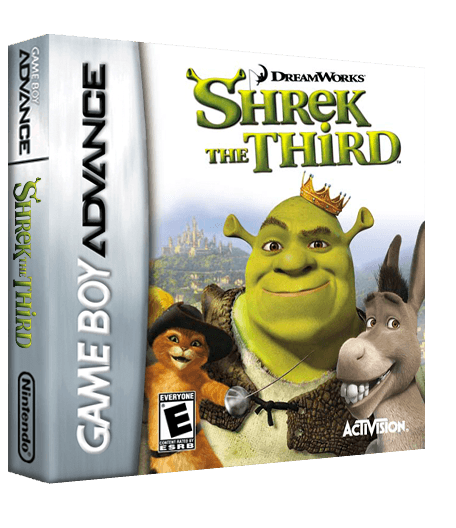 GAME BOY
ADVANCE
SHREK
THE THIRD
Nintendo®
GAME BOY ADVANCE
DREAMWORKS
SHREK
THE THIRD™
EVERYONE
E
CONTENT RATED BY
ESRB
ACTIVISION.